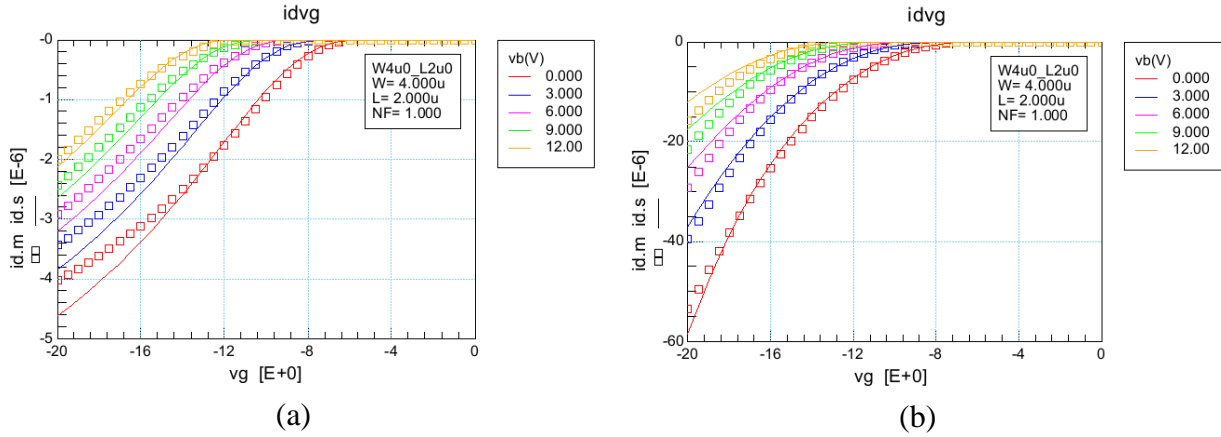 idvg
-0
-1
-2
-3
-4
-5
id.m id.s [E-6]
-20
-16
-12
-8
-4
0
vg [E+0]
W4u0_L2u0
W= 4.000u
L= 2.000u
NF= 1.000
vb(V)
0.000
3.000
6.000
9.000
12.00
(a)
idvg
0
-20
-40
-60
id.m id.s [E-6]
-20
-16
-12
-8
-4
0
vg [E+0]
W4u0_L2u0
W= 4.000u
L= 2.000u
NF= 1.000
vb(V)
0.000
3.000
6.000
9.000
12.00
(b)